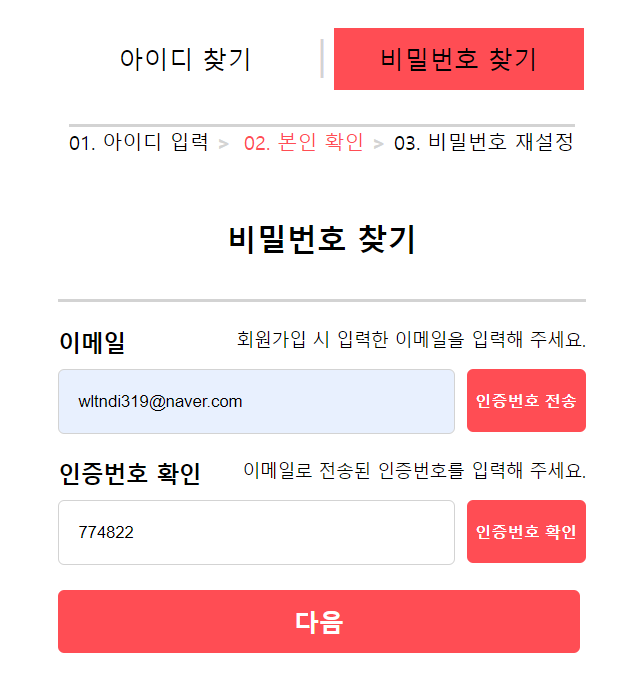 아이디 찾기 | 비밀번호 찾기
01. 아이디 입력 > 02. 본인 확인 > 03. 비밀번호 재설정
비밀번호 찾기
이메일 회원가입 시 입력한 이메일을 입력해 주세요.
wltndi319@naver.com 인증번호 전송
인증번호 확인 이메일로 전송된 인증번호를 입력해 주세요.
774822 인증번호 확인
다음